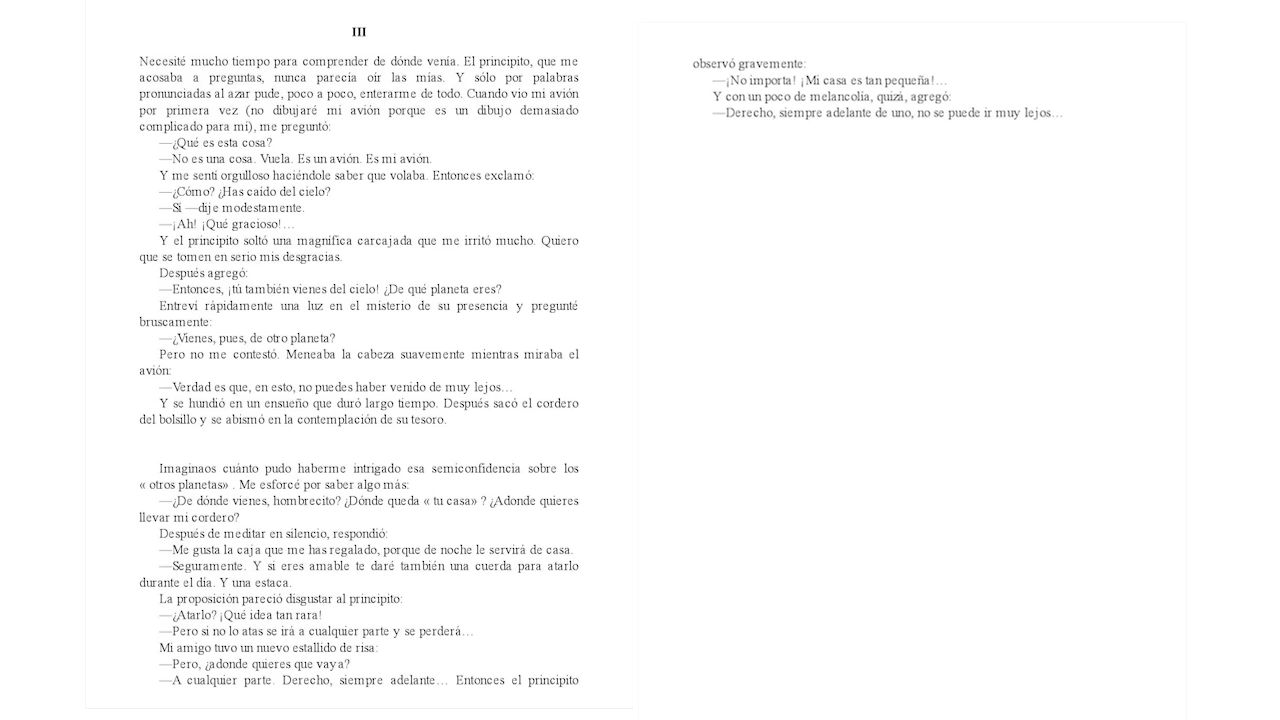 III
Necesité mucho tiempo para comprender de dónde venía. El principito, que me
acosaba a preguntas, nunca parecía oír las mías. Y sólo por palabras
pronunciadas al azar pude, poco a poco, enterarme de todo. Cuando vio mi avión
por primera vez (no dibujaré mi avión porque es un dibujo demasiado
complicado para mí), me preguntó:
—¿Qué es esta cosa?
—No es una cosa. Vuela. Es un avión. Es mi avión.
Y me sentí orgulloso haciéndole saber que volaba. Entonces exclamó:
—¿Cómo? ¿Has caído del cielo?
—Sí —dije modestamente.
—¡Ah! ¡Qué gracioso!…
Y el principito soltó una magnífica carcajada que me irritó mucho. Quiero
que se tomen en serio mis desgracias.
Después agregó:
—Entonces, ¡tú también vienes del cielo! ¿De qué planeta eres?
Entreví rápidamente una luz en el misterio de su presencia y pregunté
bruscamente:
—¿Vienes, pues, de otro planeta?
Pero no me contestó. Meneaba la cabeza suavemente mientras miraba el
avión:
—Verdad es que, en esto, no puedes haber venido de muy lejos…
Y se hundió en un ensueño que duró largo tiempo. Después sacó el cordero
del bolsillo y se abismó en la contemplación de su tesoro.
Imaginaos cuánto pudo haberme intrigado esa semiconfidencia sobre los
« otros planetas» . Me esforcé por saber algo más:
—¿De dónde vienes, hombrecito? ¿Dónde queda « tu casa» ? ¿Adonde quieres
llevar mi cordero?
Después de meditar en silencio, respondió:
—Me gusta la caja que me has regalado, porque de noche le servirá de casa.
—Seguramente. Y si eres amable te daré también una cuerda para atarlo
durante el día. Y una estaca.
La proposición pareció disgustar al principito:
—¿Atarlo? ¡Qué idea tan rara!
—Pero si no lo atas se irá a cualquier parte y se perderá…
Mi amigo tuvo un nuevo estallido de risa:
—Pero, ¿adonde quieres que vaya?
—A cualquier parte. Derecho, siempre adelante… Entonces el principito
observó gravemente:
—¡No importa! ¡Mi casa es tan pequeña!…
Y con un poco de melancolía, quizá, agregó:
—Derecho, siempre adelante de uno, no se puede ir muy lejos…